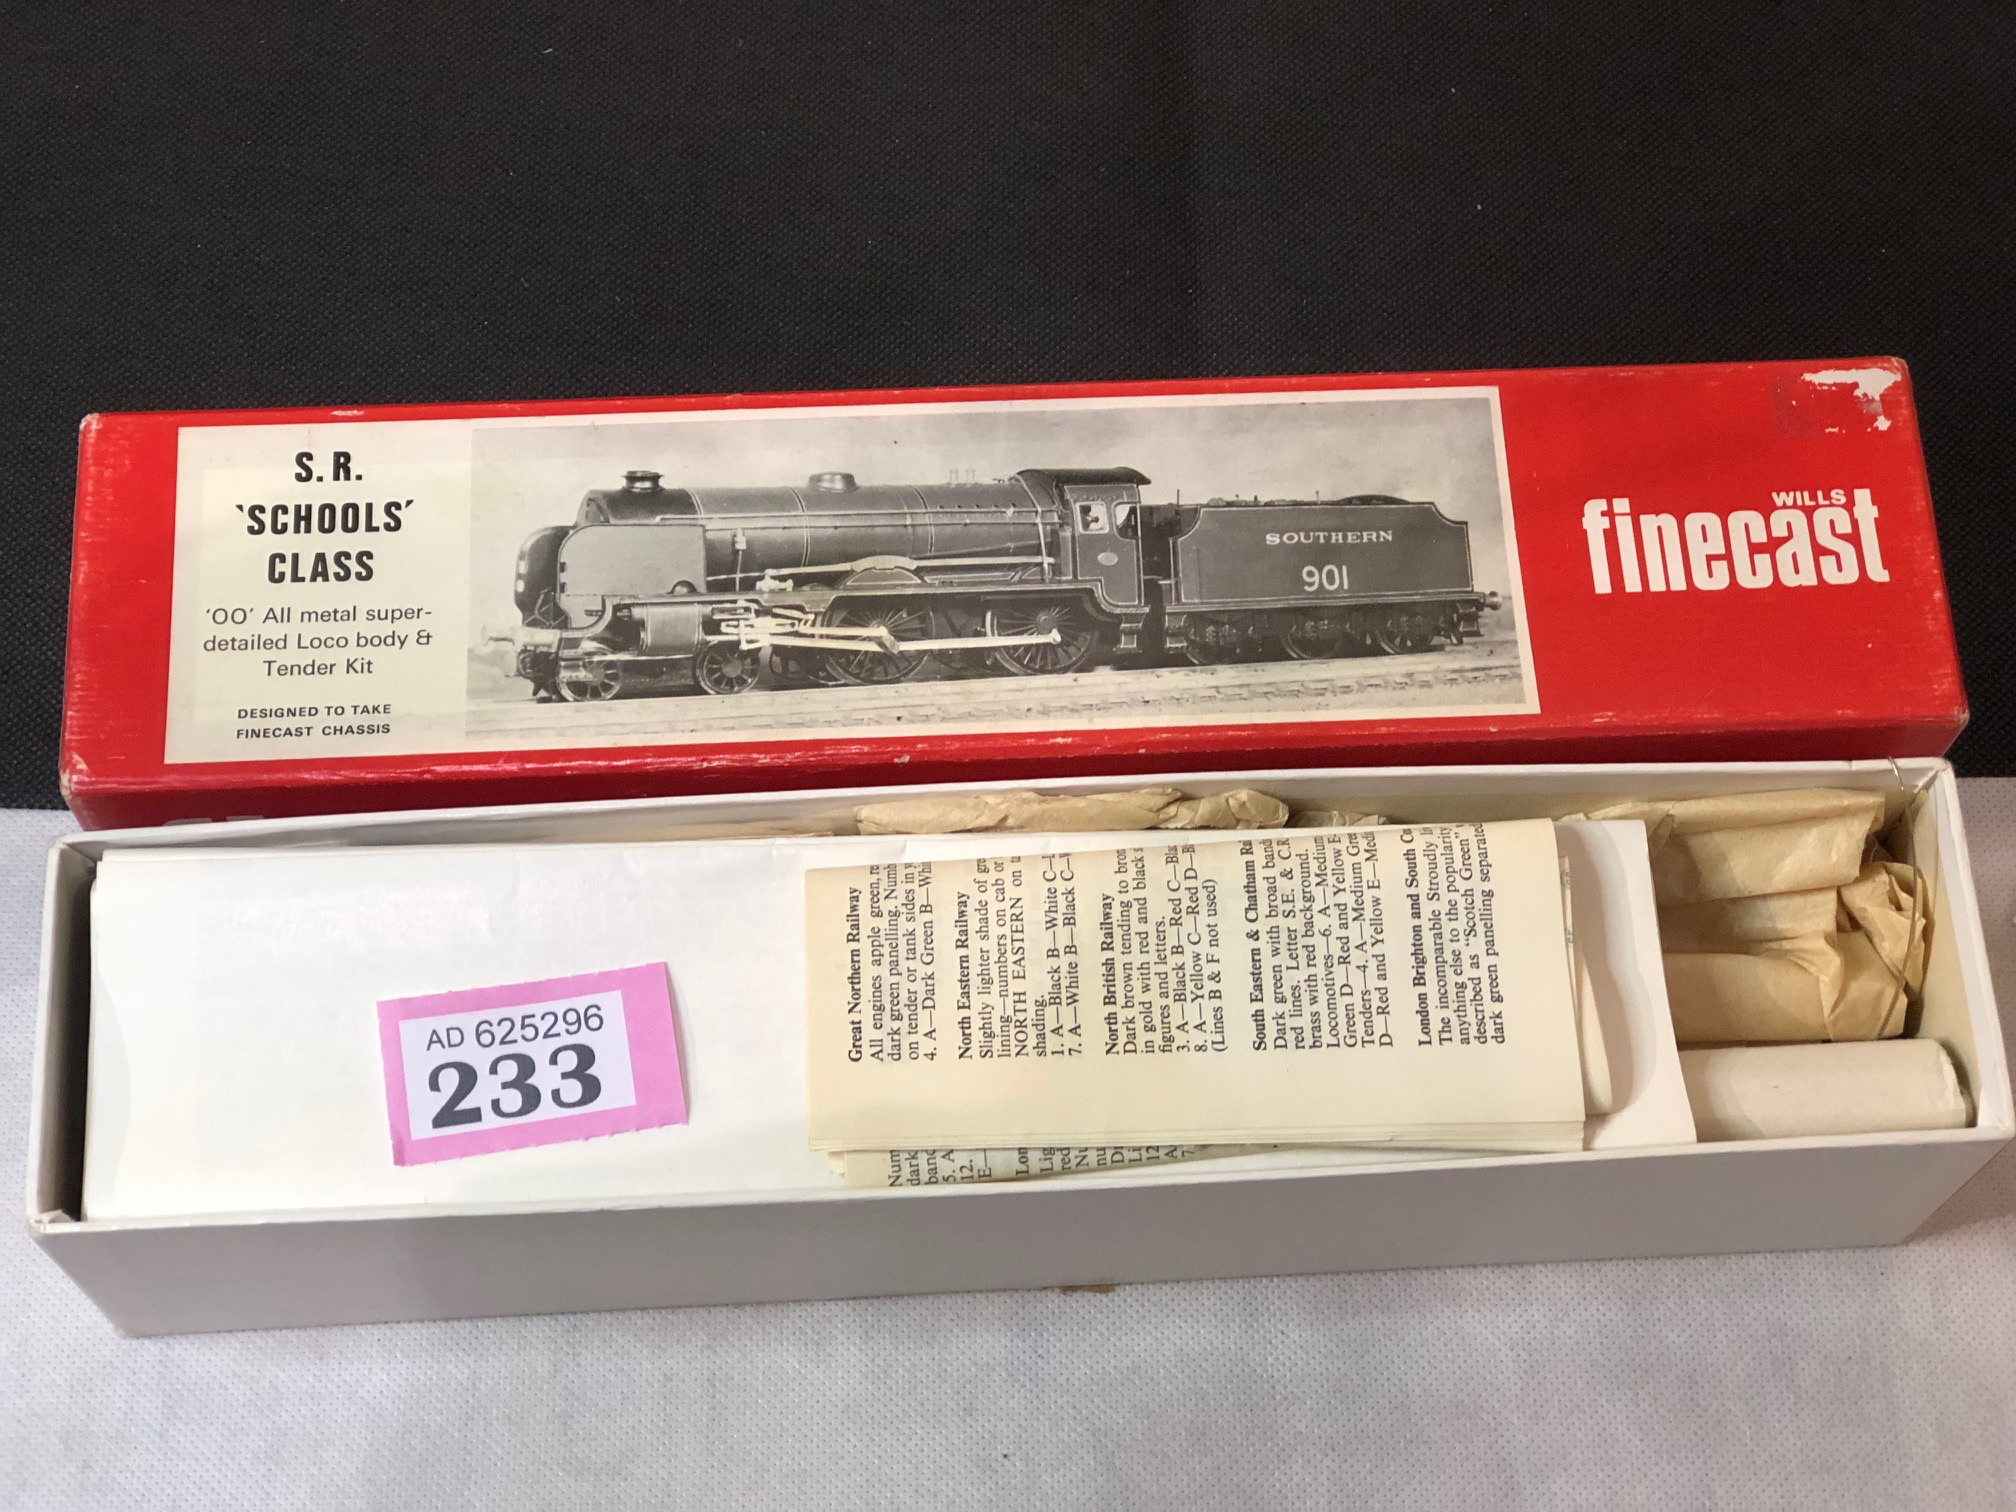 S. R.
'SCHOOLS'
CLASS
'OO' All metal super-
detailed Loco body &
Tender Kit
DESIGNED TO TAKE
FINECAST CHASSIS
SOUTHERN
901
WILLS
finecast
AD 625296
233
Great Northern Railway
All engines apple green,
dark green panelling.
on tender or tank sides in
4. A—Dark Green B—
North Eastern Railway
Slightly lighter shade of
lining—numbers on cab or
NORTH EASTERN on
shading.
1. A—Black B—White C—
7. A—White B—Black C—
North British Railway
Dark brown tending to
in gold with red and black
figures and letters.
3. A—Black B—Red C—
8. A—Yellow C—Red D—
(Lines B & F not used)
South Eastern & Chatham
Dark green with broad
red lines. Letter S.E. & C.R.
brass with red background.
Locomotives—6. A—Medium
Green D—Red and Yellow
Tenders—4. A—Medium
D—Red and Yellow E—
London Brighton and South
The incomparable Stroudly
anything else to the popularity
described as "Scotch Green"
dark green panelling separated
dark
5. A
12.
E—
12
7.